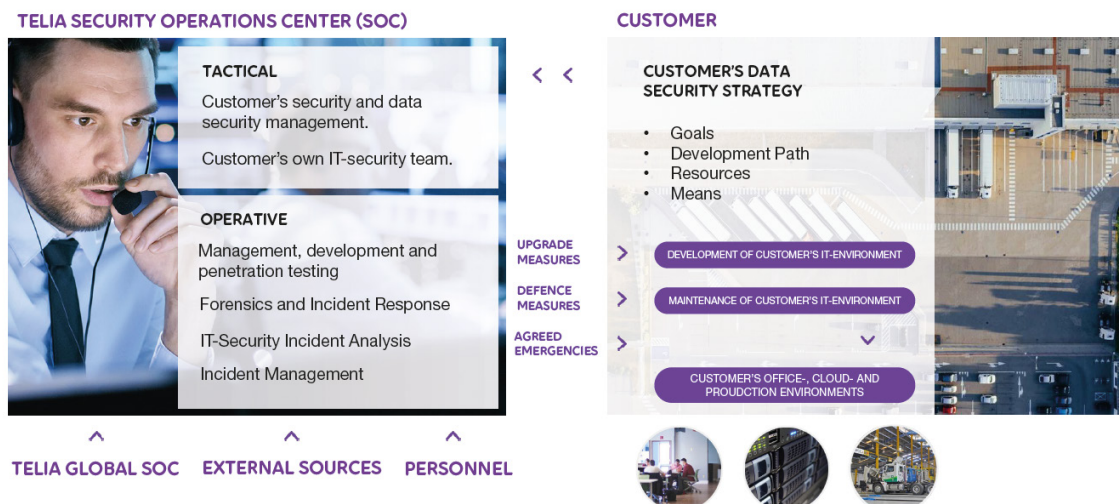 TELIA SECURITY OPERATIONS CENTER (SOC)
TACTICAL
Customer's security and data
security management.
Customer's own IT-security team.
OPERATIVE
Management, development and
penetration testing
Forensics and Incident Response
IT-Security Incident Analysis
Incident Management
TELIA GLOBAL SOC
EXTERNAL SOURCES
PERSONNEL
UPGRADE
MEASURES
DEFENCE
MEASURES
AGREED
EMERGENCIES
CUSTOMER
CUSTOMER'S DATA
SECURITY STRATEGY
• Goals
• Development Path
• Resources
• Means
DEVELOPMENT OF CUSTOMER'S IT-ENVIRONMENT
MAINTENANCE OF CUSTOMER'S IT-ENVIRONMENT
CUSTOMER'S OFFICE-, CLOUD- AND
PROUDCTION ENVIRONMENTS